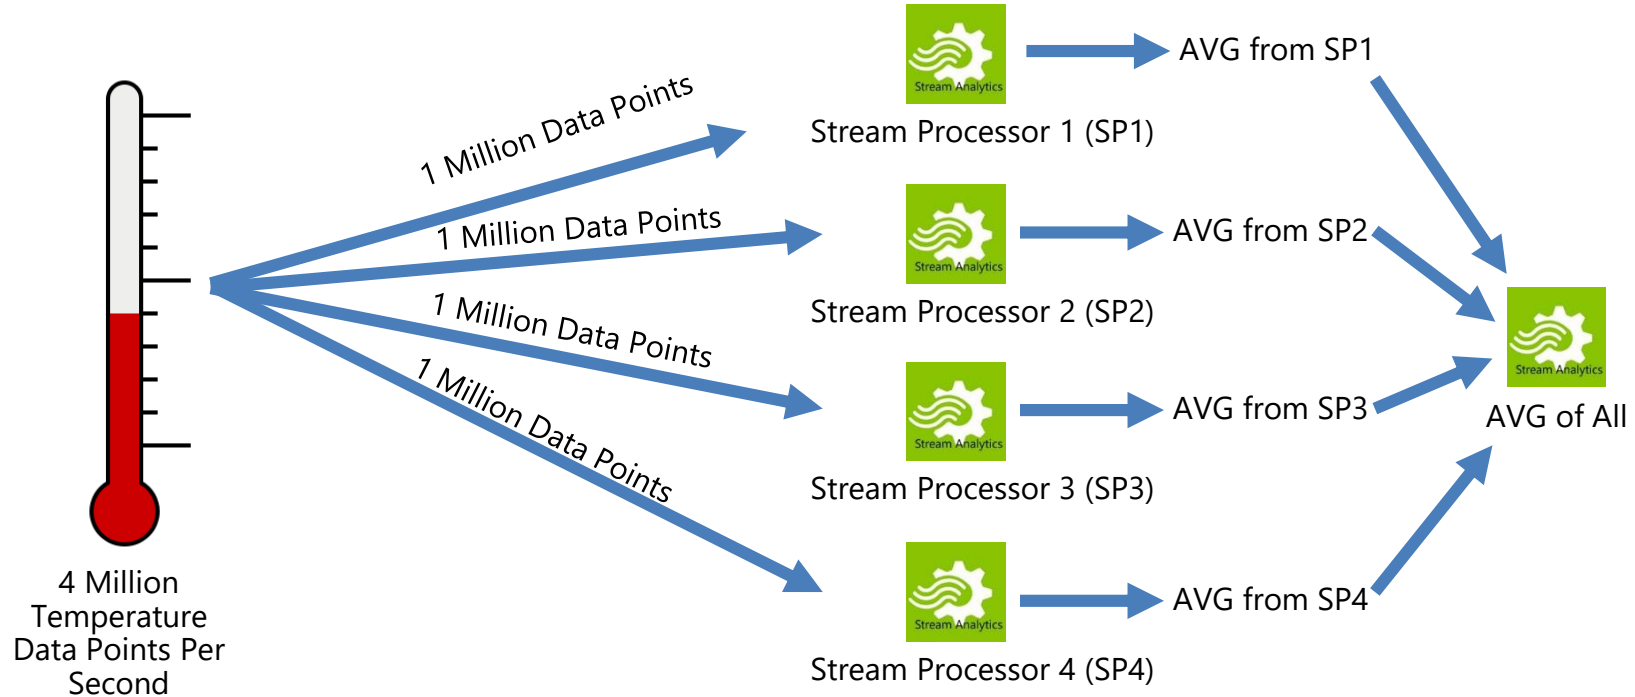 4 Million
Temperature
Data Points Per
Second
1 Million Data Points
1 Million Data Points
1 Million Data Points
1 Million Data Points
Stream Analytics
Stream Processor 1 (SP1)
AVG from SP1
Stream Analytics
Stream Processor 2 (SP2)
AVG from SP2
Stream Analytics
Stream Processor 3 (SP3)
AVG from SP3
Stream Analytics
Stream Processor 4 (SP4)
AVG from SP4
Stream Analytics
AVG of All